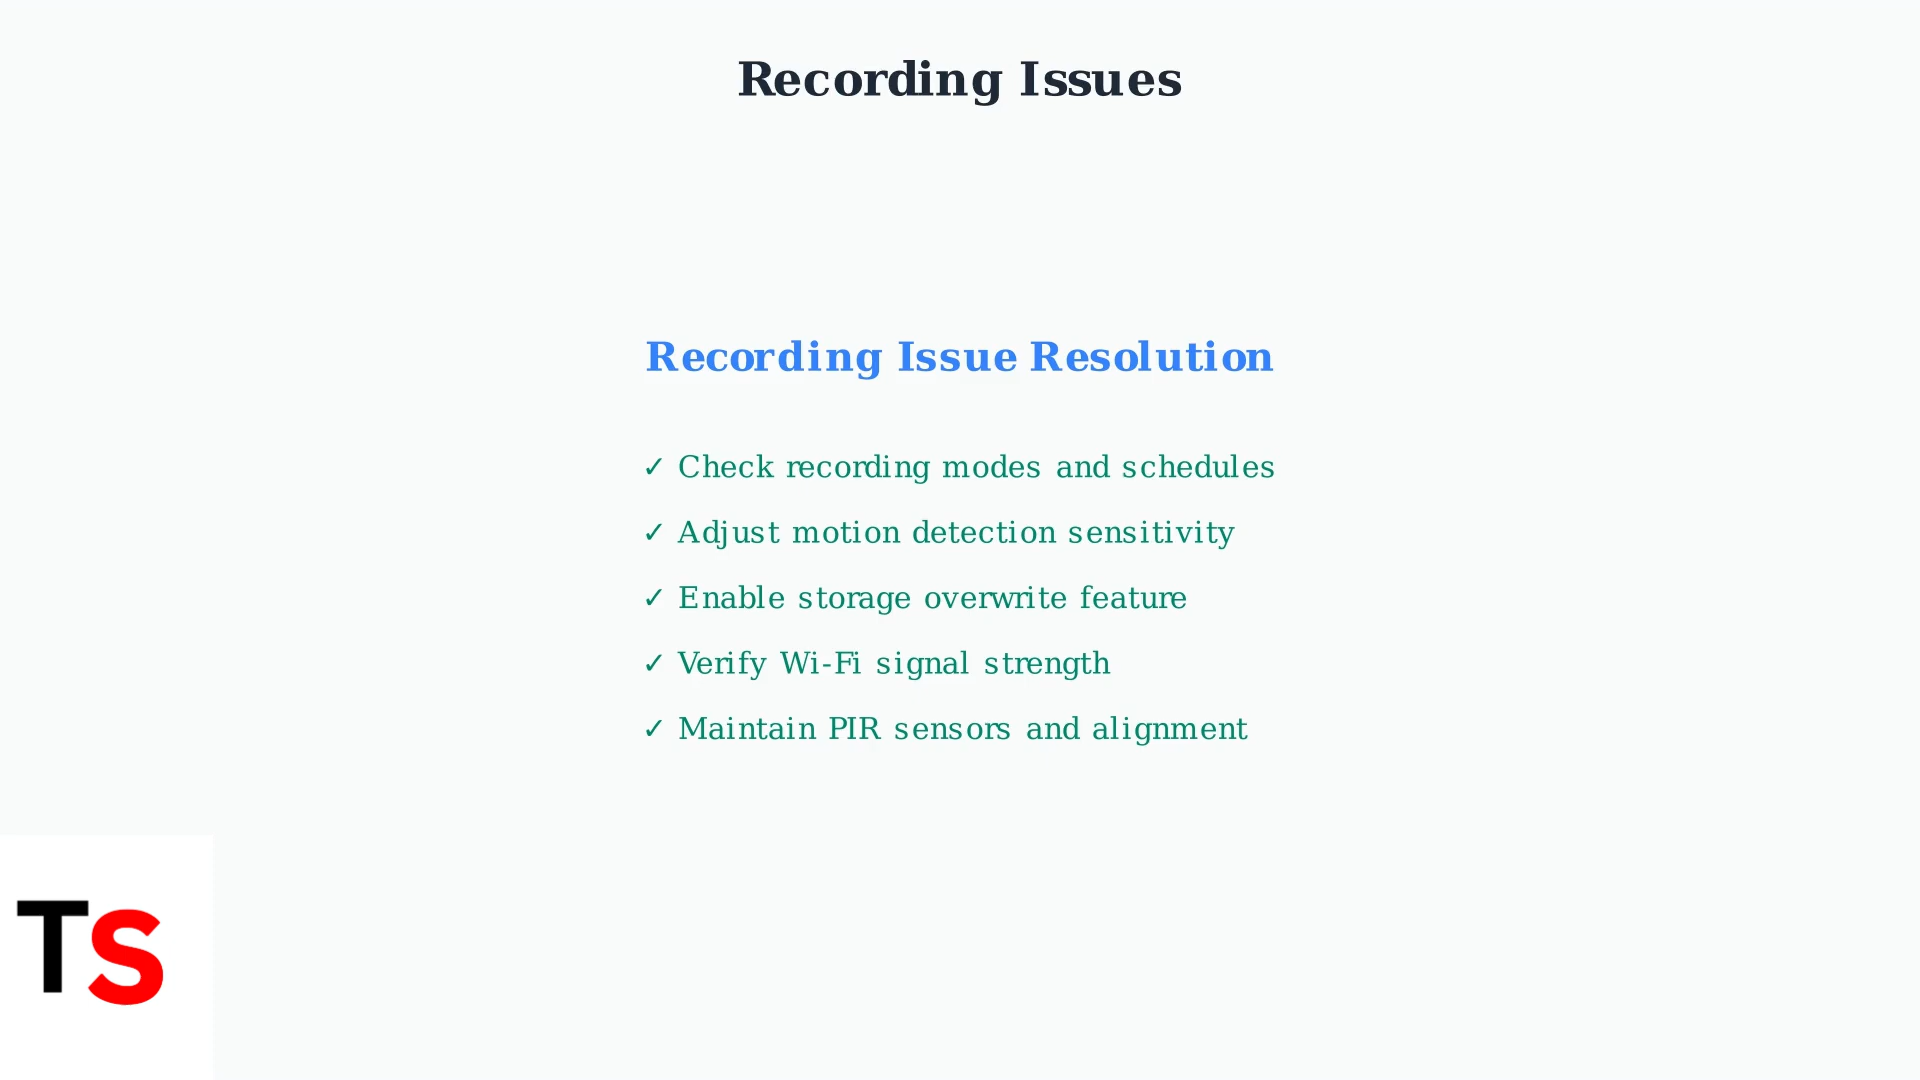 Recording Issues
Recording Issue Resolution
✓ Check recording modes and schedules
✓ Adjust motion detection sensitivity
✓ Enable storage overwrite feature
✓ Verify Wi-Fi signal strength
✓ Maintain PIR sensors and alignment
TS